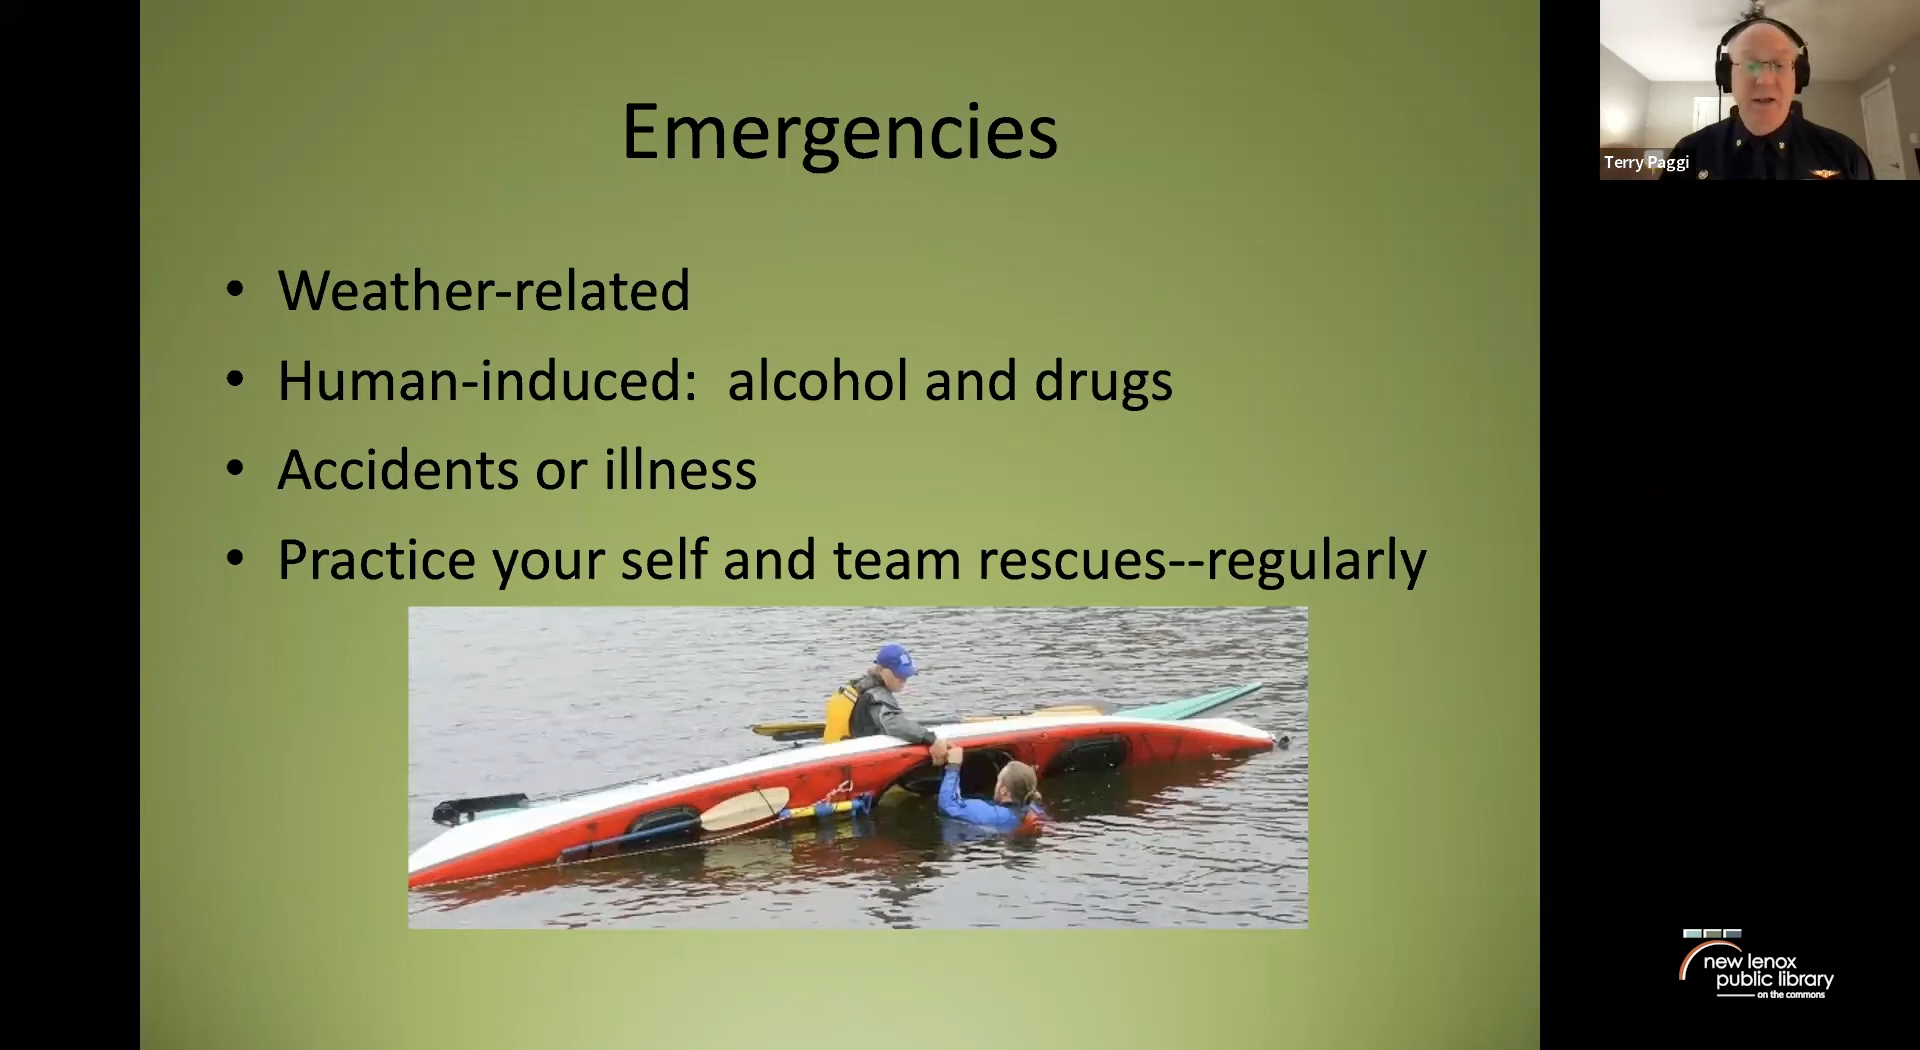 Emergencies
• Weather-related
• Human-induced:  alcohol and drugs
• Accidents or illness
• Practice your self and team rescues--regularly
Terry Paggi
new lenox
public library
on the commons